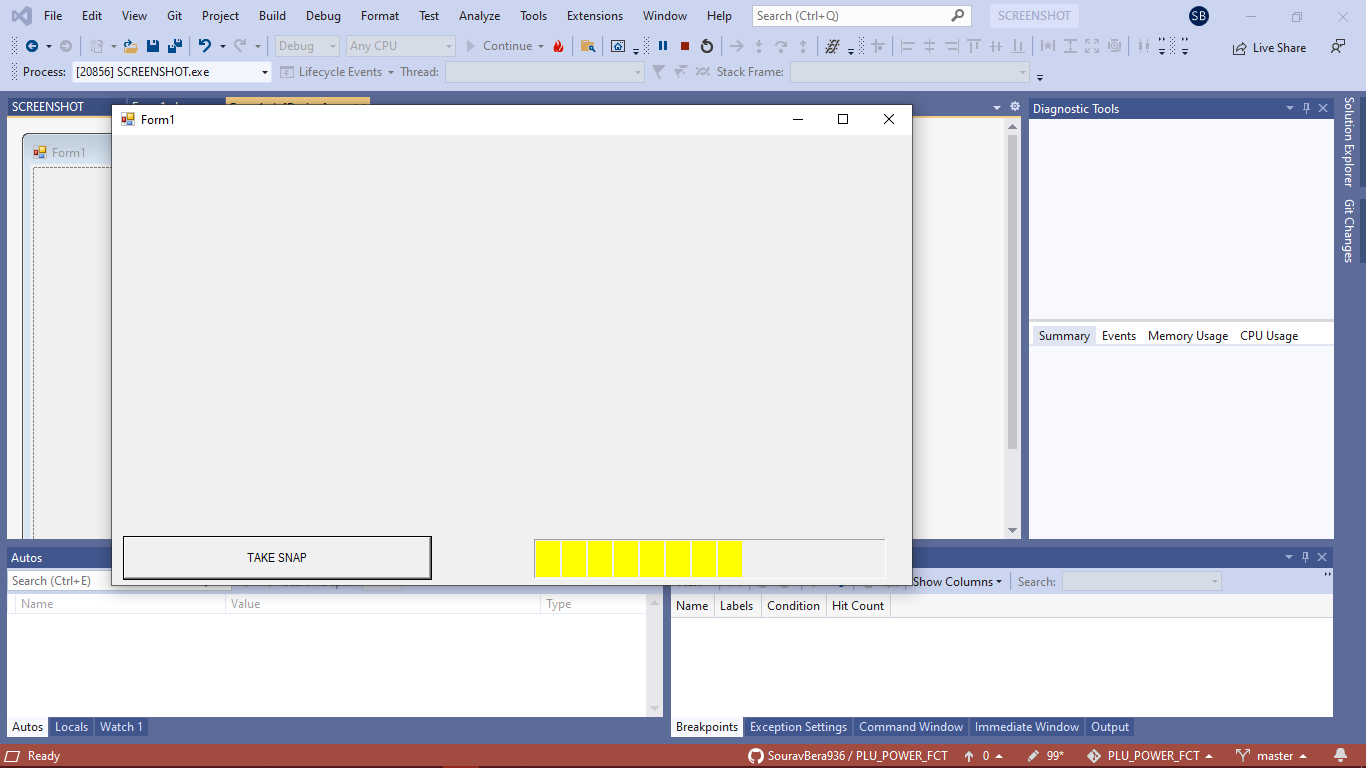 File Edit View Git Project Build Debug Format Test Analyze Tools Extensions Window Help Search (Ctrl+Q) SCREENSHOT SB
Debug Any CPU Continue Live Share
Process: [20856] SCREENSHOT.exe Lifecycle Events Thread: Stack Frame:
SCREENSHOT
Form1
Form1
Diagnostic Tools
Summary Events Memory Usage CPU Usage
Solution Explorer
Git Changes
TAKE SNAP
Autos
Search (Ctrl+E)
Name Value Type
Autos Locals Watch 1
Show Columns Search:
Name Labels Condition Hit Count
Breakpoints Exception Settings Command Window Immediate Window Output
Ready SouravBera936 / PLU_POWER_FCT 0 99* PLU_POWER_FCT master